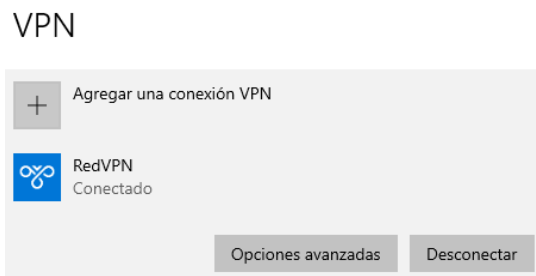 VPN
Agregar una conexión VPN
RedVPN
Conectado
Opciones avanzadas
Desconectar